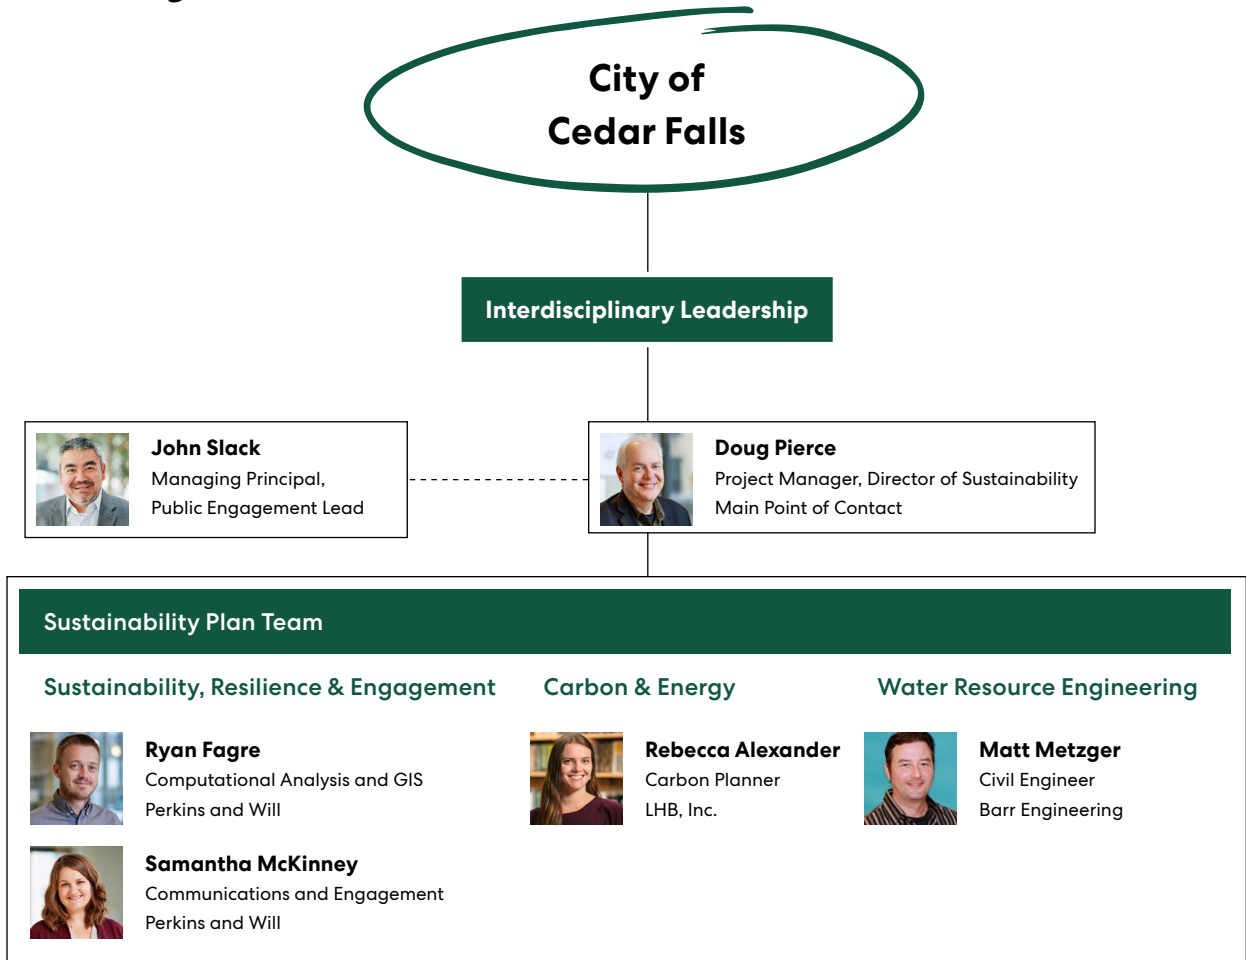 City of
Cedar Falls
Interdisciplinary Leadership
John Slack
Managing Principal,
Public Engagement Lead
Doug Pierce
Project Manager, Director of Sustainability
Main Point of Contact
Sustainability Plan Team
Sustainability, Resilience & Engagement
Ryan Fagre
Computational Analysis and GIS
Perkins and Will
Samantha McKinney
Communications and Engagement
Perkins and Will
Carbon & Energy
Rebecca Alexander
Carbon Planner
LHB, Inc.
Water Resource Engineering
Matt Metzger
Civil Engineer
Barr Engineering